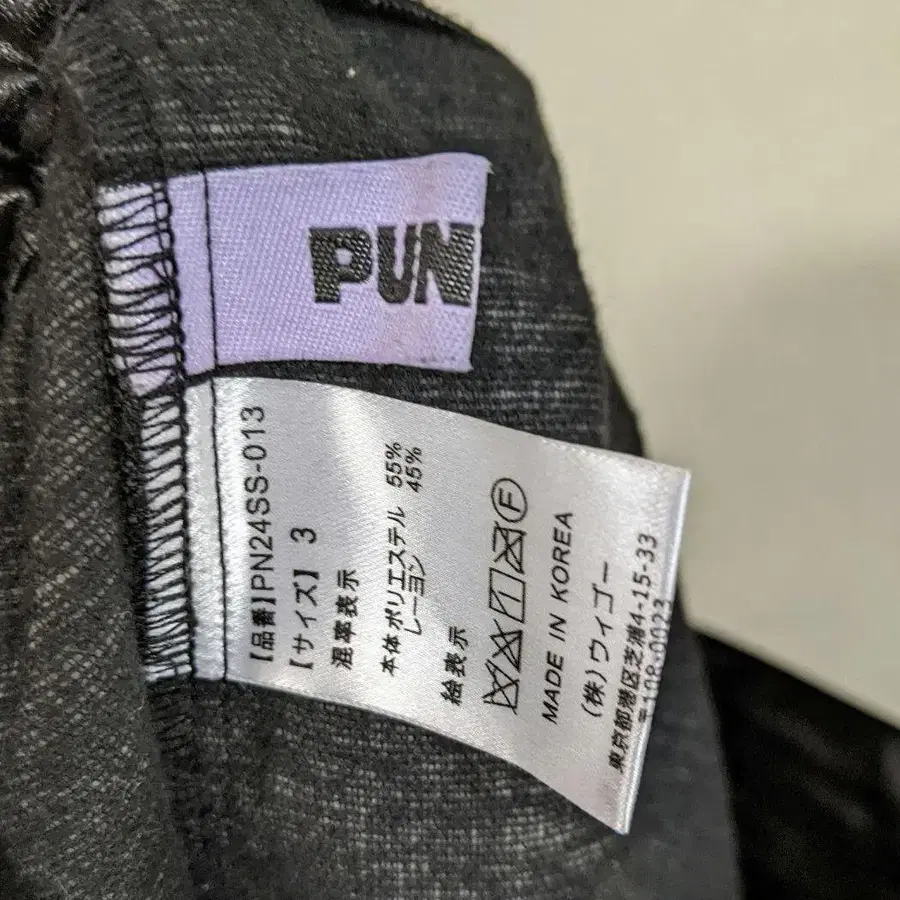 PUN
【品番】PN24SS-013
【サイズ】3
混率表示
本体 ポリエステル 55%
レーヨン 45%
絵表示
F
MADE IN KOREA
(株)ウィゴー
東京都港区芝浦4-15-33
〒108-0023